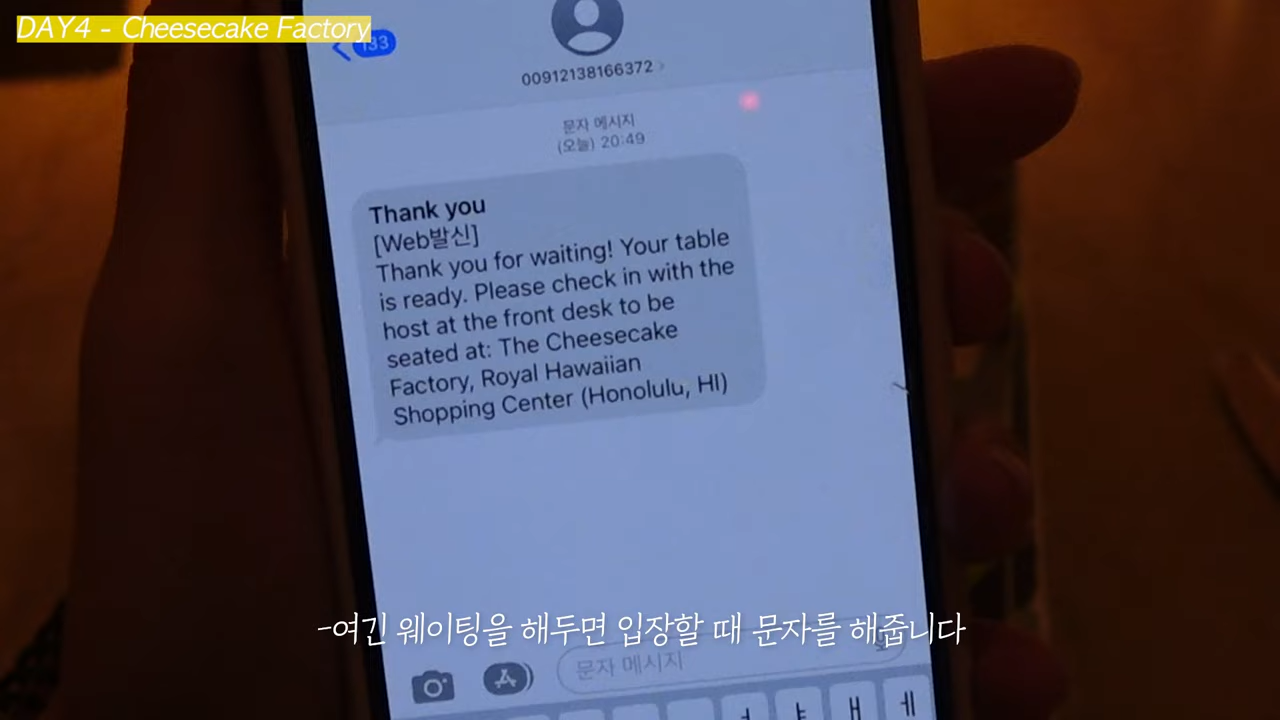 DAY4 - Cheesecake Factory
133
00912138166372
문자 메시지
(오늘) 20:49
Thank you
[Web발신]
Thank you for waiting! Your table
is ready. Please check in with the
host at the front desk to be
seated at: The Cheesecake
Factory, Royal Hawaiian
Shopping Center (Honolulu, HI)
-여긴 웨이팅을 해두면 입장할 때 문자를 해줍니다
문자 메시지
ㅓ ㅑ ㅐ ㅔ